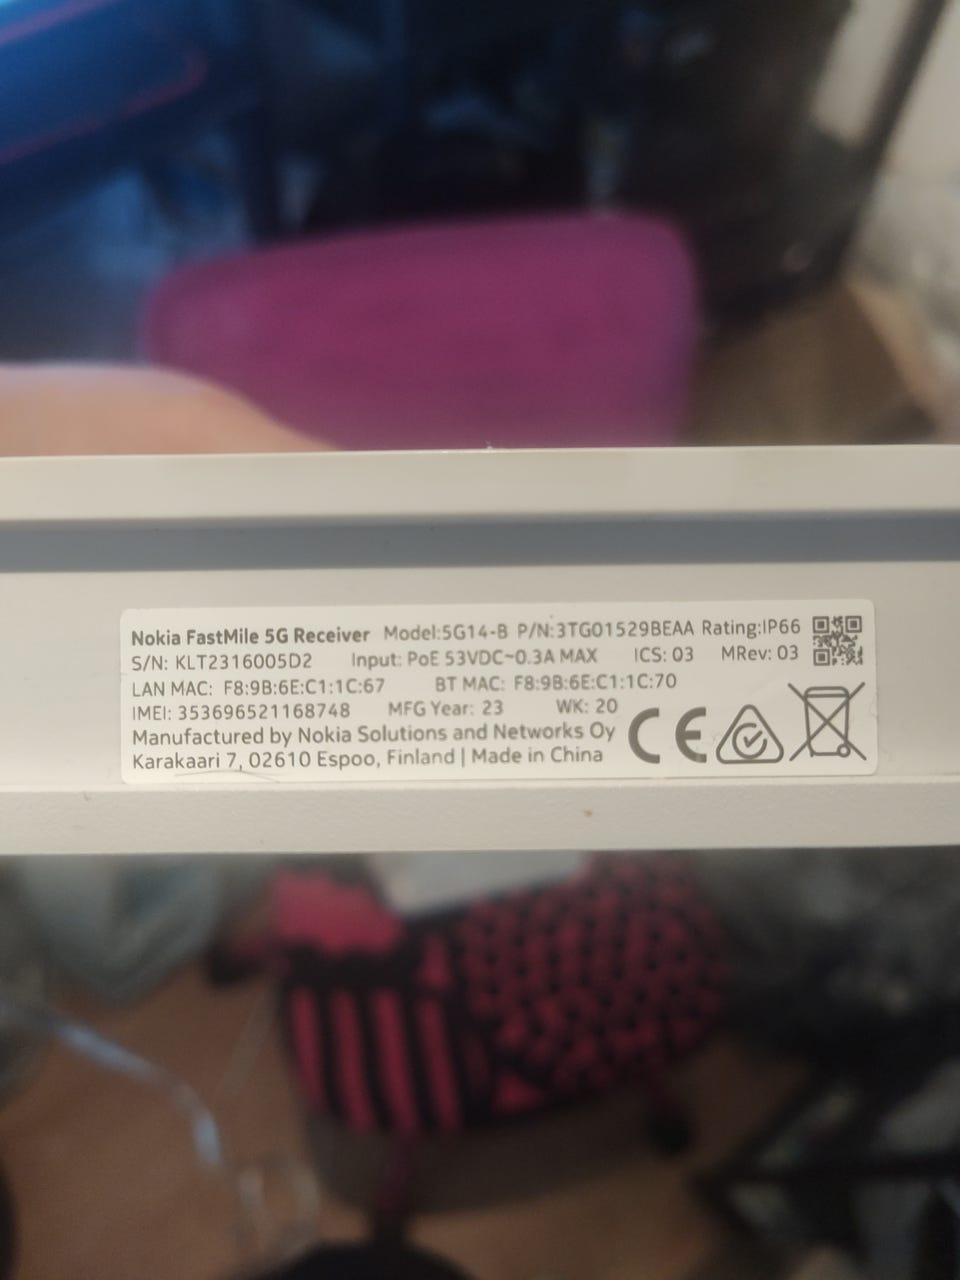 Nokia FastMile 5G Receiver Model:5G14-B P/N:3TG01529BEAA Rating:IP66
S/N: KLT2316005D2 Input: PoE 53VDC⎓0.3A MAX ICS: 03 MRev: 03
LAN MAC: F8:9B:6E:C1:1C:67 BT MAC: F8:9B:6E:C1:1C:70
IMEI: 353696521168748 MFG Year: 23 WK: 20
Manufactured by Nokia Solutions and Networks Oy
Karakaari 7, 02610 Espoo, Finland | Made in China
CE